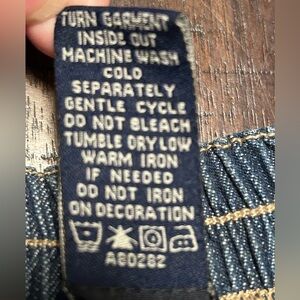 TURN GARMENT
INSIDE OUT
MACHINE WASH
COLD
SEPARATELY
GENTLE CYCLE
DO NOT BLEACH
TUMBLE DRY LOW
WARM IRON
IF NEEDED
DO NOT IRON
ON DECORATION
A80282